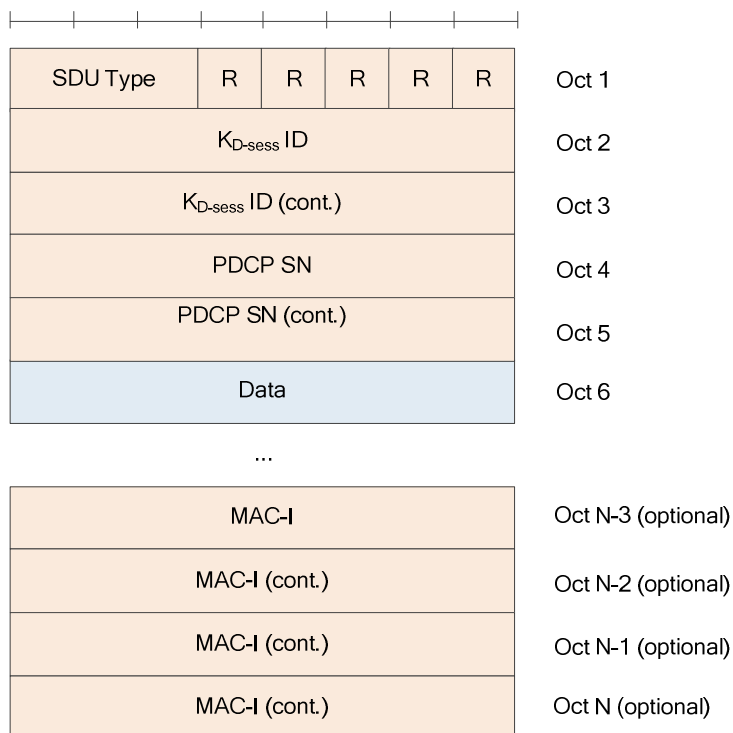 SDU Type R R R R R Oct 1
KD-sess ID Oct 2
KD-sess ID (cont.) Oct 3
PDCP SN Oct 4
PDCP SN (cont.) Oct 5
Data Oct 6
...
MAC-I Oct N-3 (optional)
MAC-I (cont.) Oct N-2 (optional)
MAC-I (cont.) Oct N-1 (optional)
MAC-I (cont.) Oct N (optional)